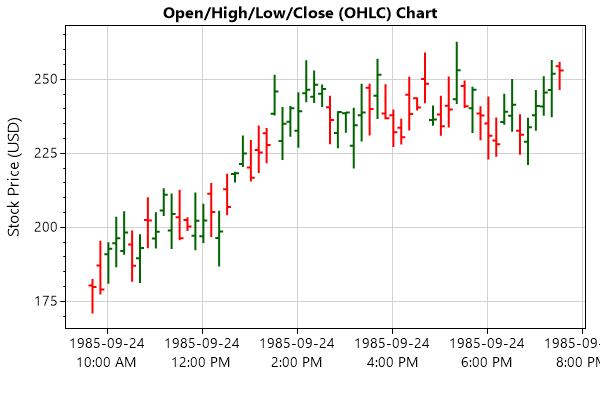 Open/High/Low/Close (OHLC) Chart
Stock Price (USD)
250
225
200
175
1985-09-24 1985-09-24 1985-09-24 1985-09-24 1985-09-24 1985-09
10:00 AM 12:00 PM 2:00 PM 4:00 PM 6:00 PM 8:00 P